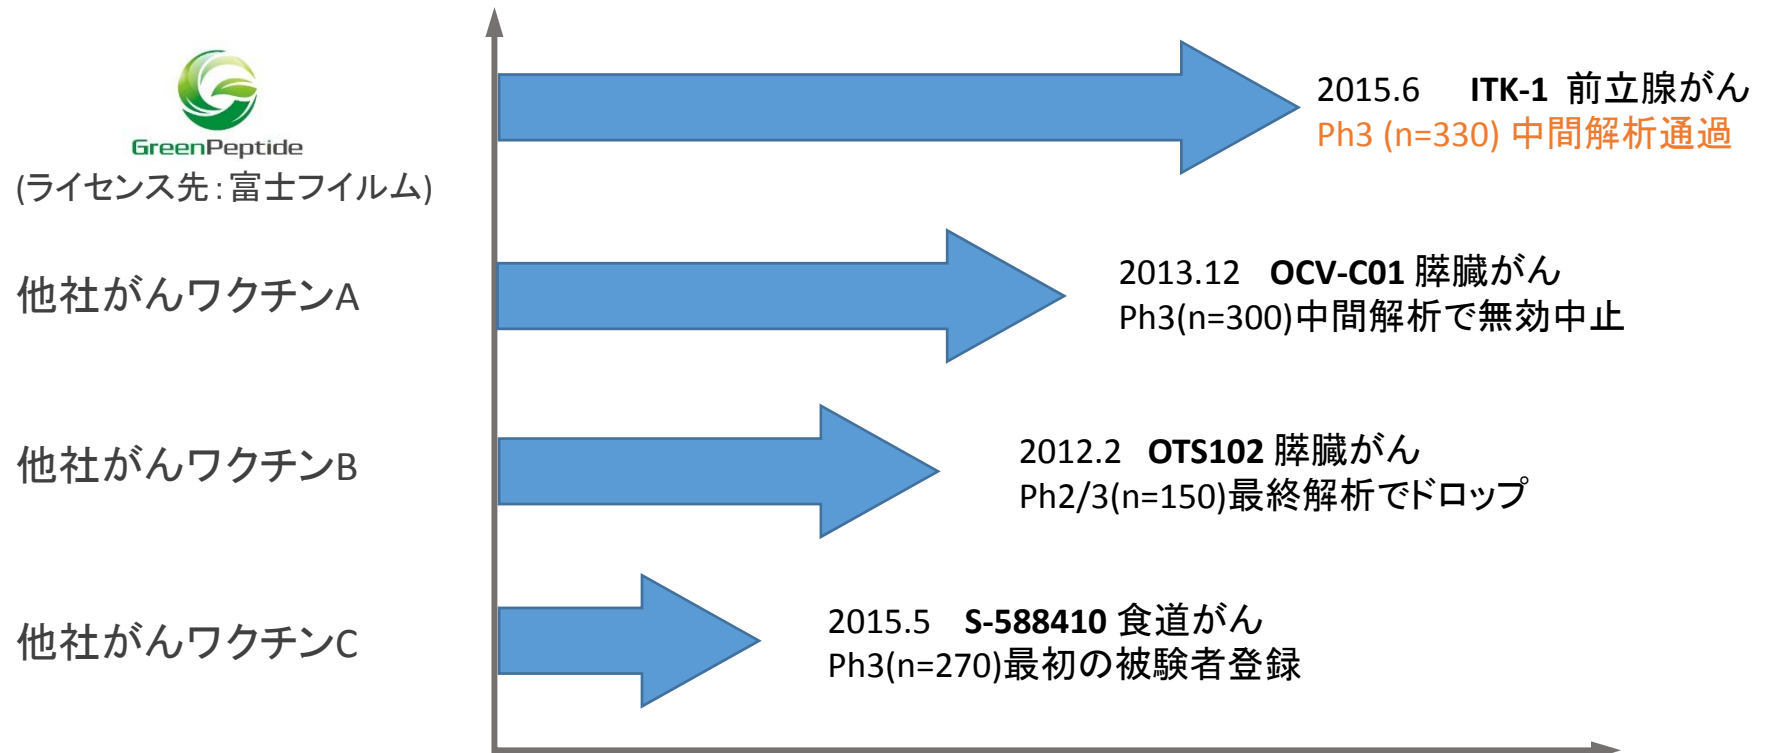 GreenPeptide
(ライセンス先:富士フイルム)
2015.6 ITK-1 前立腺がん
Ph3 (n=330) 中間解析通過
他社がんワクチンA
2013.12 OCV-C01 膵臓がん
Ph3(n=300)中間解析で無効中止
他社がんワクチンB
2012.2 OTS102 膵臓がん
Ph2/3(n=150)最終解析でドロップ
他社がんワクチンC
2015.5 S-588410 食道がん
Ph3(n=270)最初の被験者登録